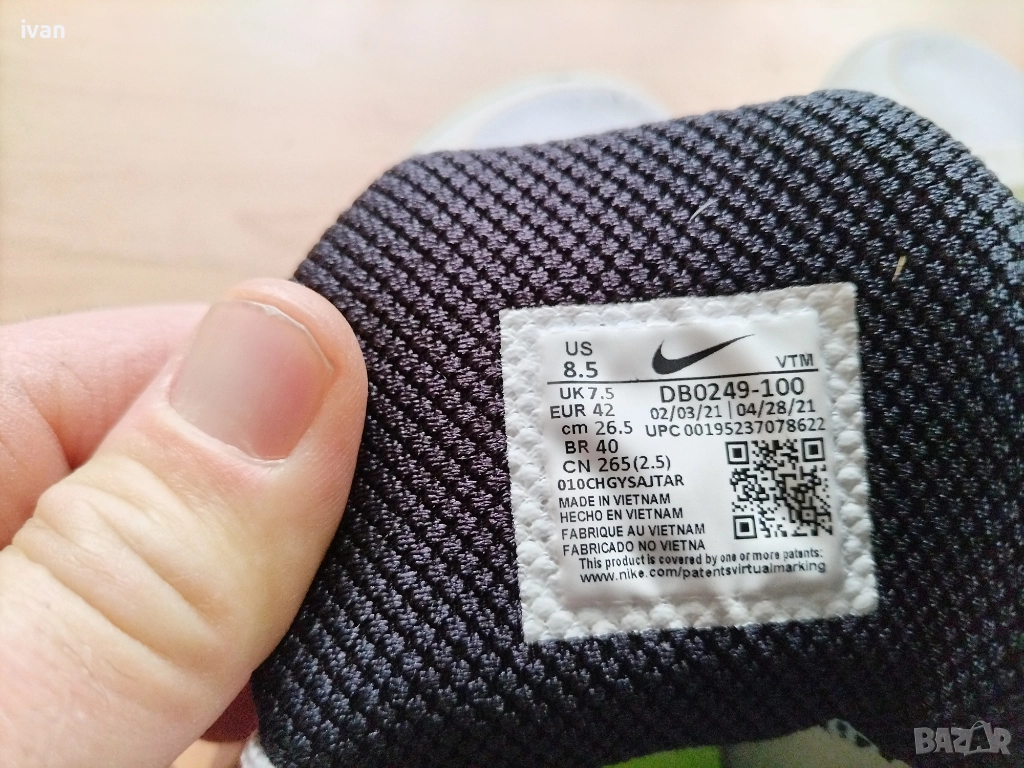 ivan
US
8.5
VTM
UK 7.5
DB0249-100
EUR 42
02/03/21 | 04/28/21
cm 26.5
UPC 00195237078622
BR 40
CN 265(2.5)
010CHGYSAJTAR
MADE IN VIETNAM
HECHO EN VIETNAM
FABRIQUE AU VIETNAM
FABRICADO NO VIETNA
This product is covered by one or more patents:
www.nike.com/patentsvirtualmarking
BAZAR